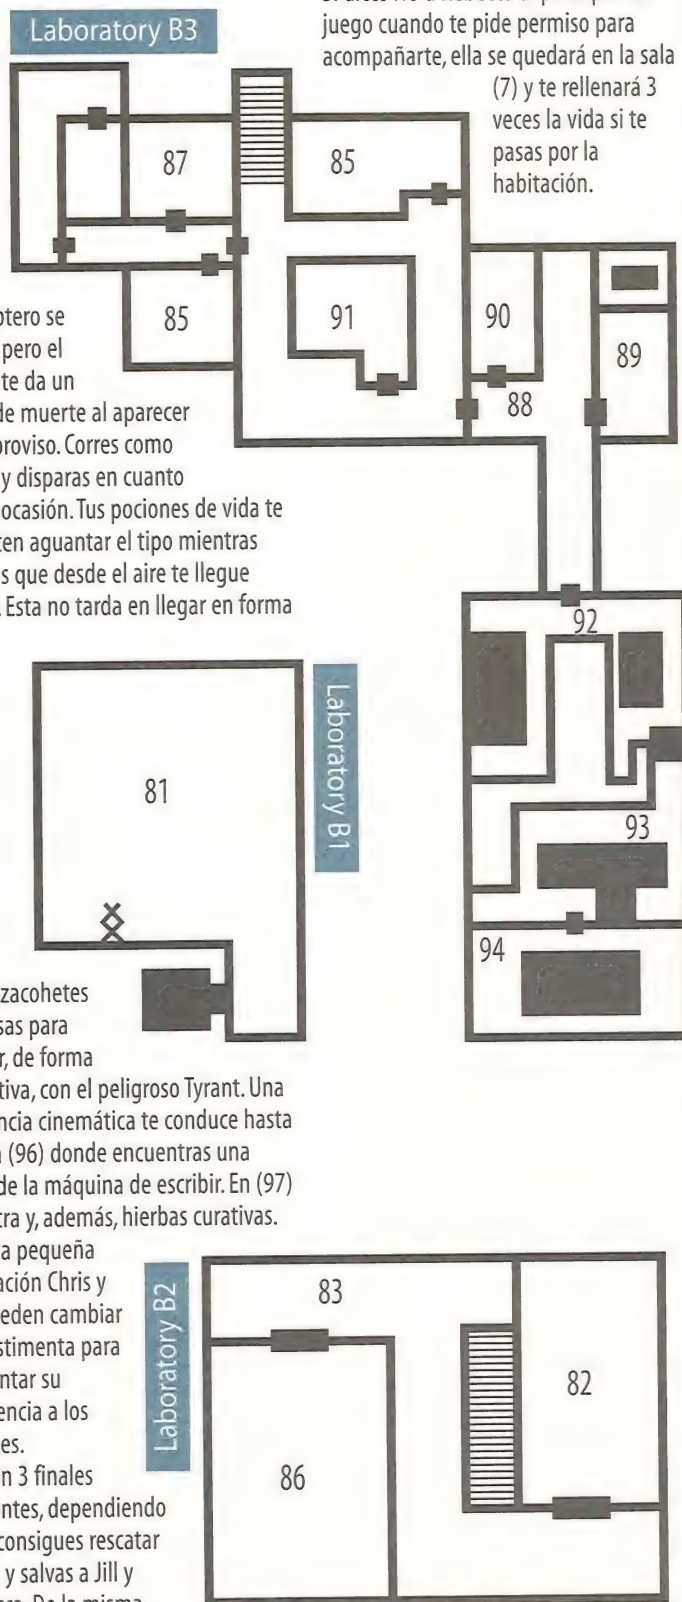 Laboratory B3
juego cuando te pide permiso para
acompañarte, ella se quedará en la sala
(7) y te rellenará 3
veces la vida si te
pasas por la
habitación.
87
85
85
91
90
89
88
ptero se
pero el
te da un
de muerte al aparecer
proviso. Corres como
y disparas en cuanto
ocasión. Tus pociones de vida te
ten aguantar el tipo mientras
s que desde el aire te llegue
. Esta no tarda en llegar en forma
92
93
94
Laboratory B1
81
zacohetes
sas para
r, de forma
tiva, con el peligroso Tyrant. Una
ncia cinemática te conduce hasta
a (96) donde encuentras una
de la máquina de escribir. En (97)
tra y, además, hierbas curativas.
a pequeña
ación Chris y
eden cambiar
stimenta para
ntar su
encia a los
es.
n 3 finales
entes, dependiendo
consigues rescatar
y salvas a Jill y
Laboratory B2
83
82
86